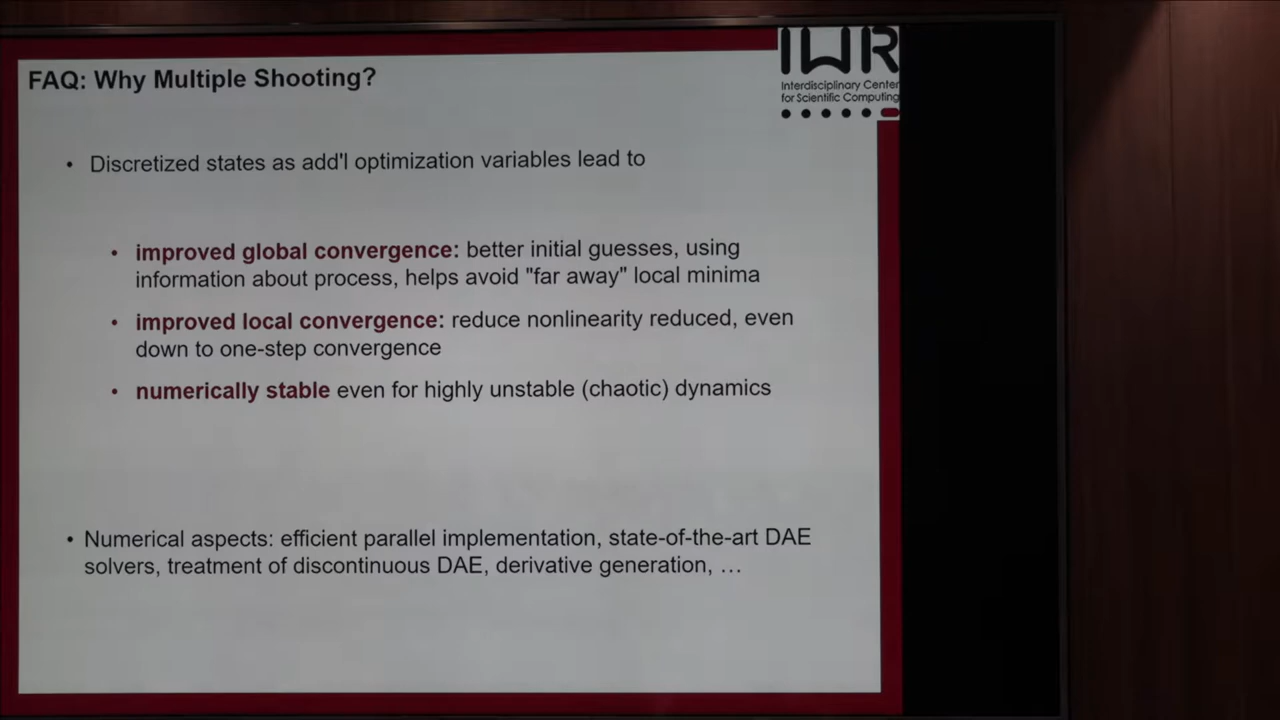 IWR
Interdisciplinary Center
for Scientific Computing
FAQ: Why Multiple Shooting?
• Discretized states as add'l optimization variables lead to
• improved global convergence: better initial guesses, using
information about process, helps avoid "far away" local minima
• improved local convergence: reduce nonlinearity reduced, even
down to one-step convergence
• numerically stable even for highly unstable (chaotic) dynamics
• Numerical aspects: efficient parallel implementation, state-of-the-art DAE
solvers, treatment of discontinuous DAE, derivative generation, …